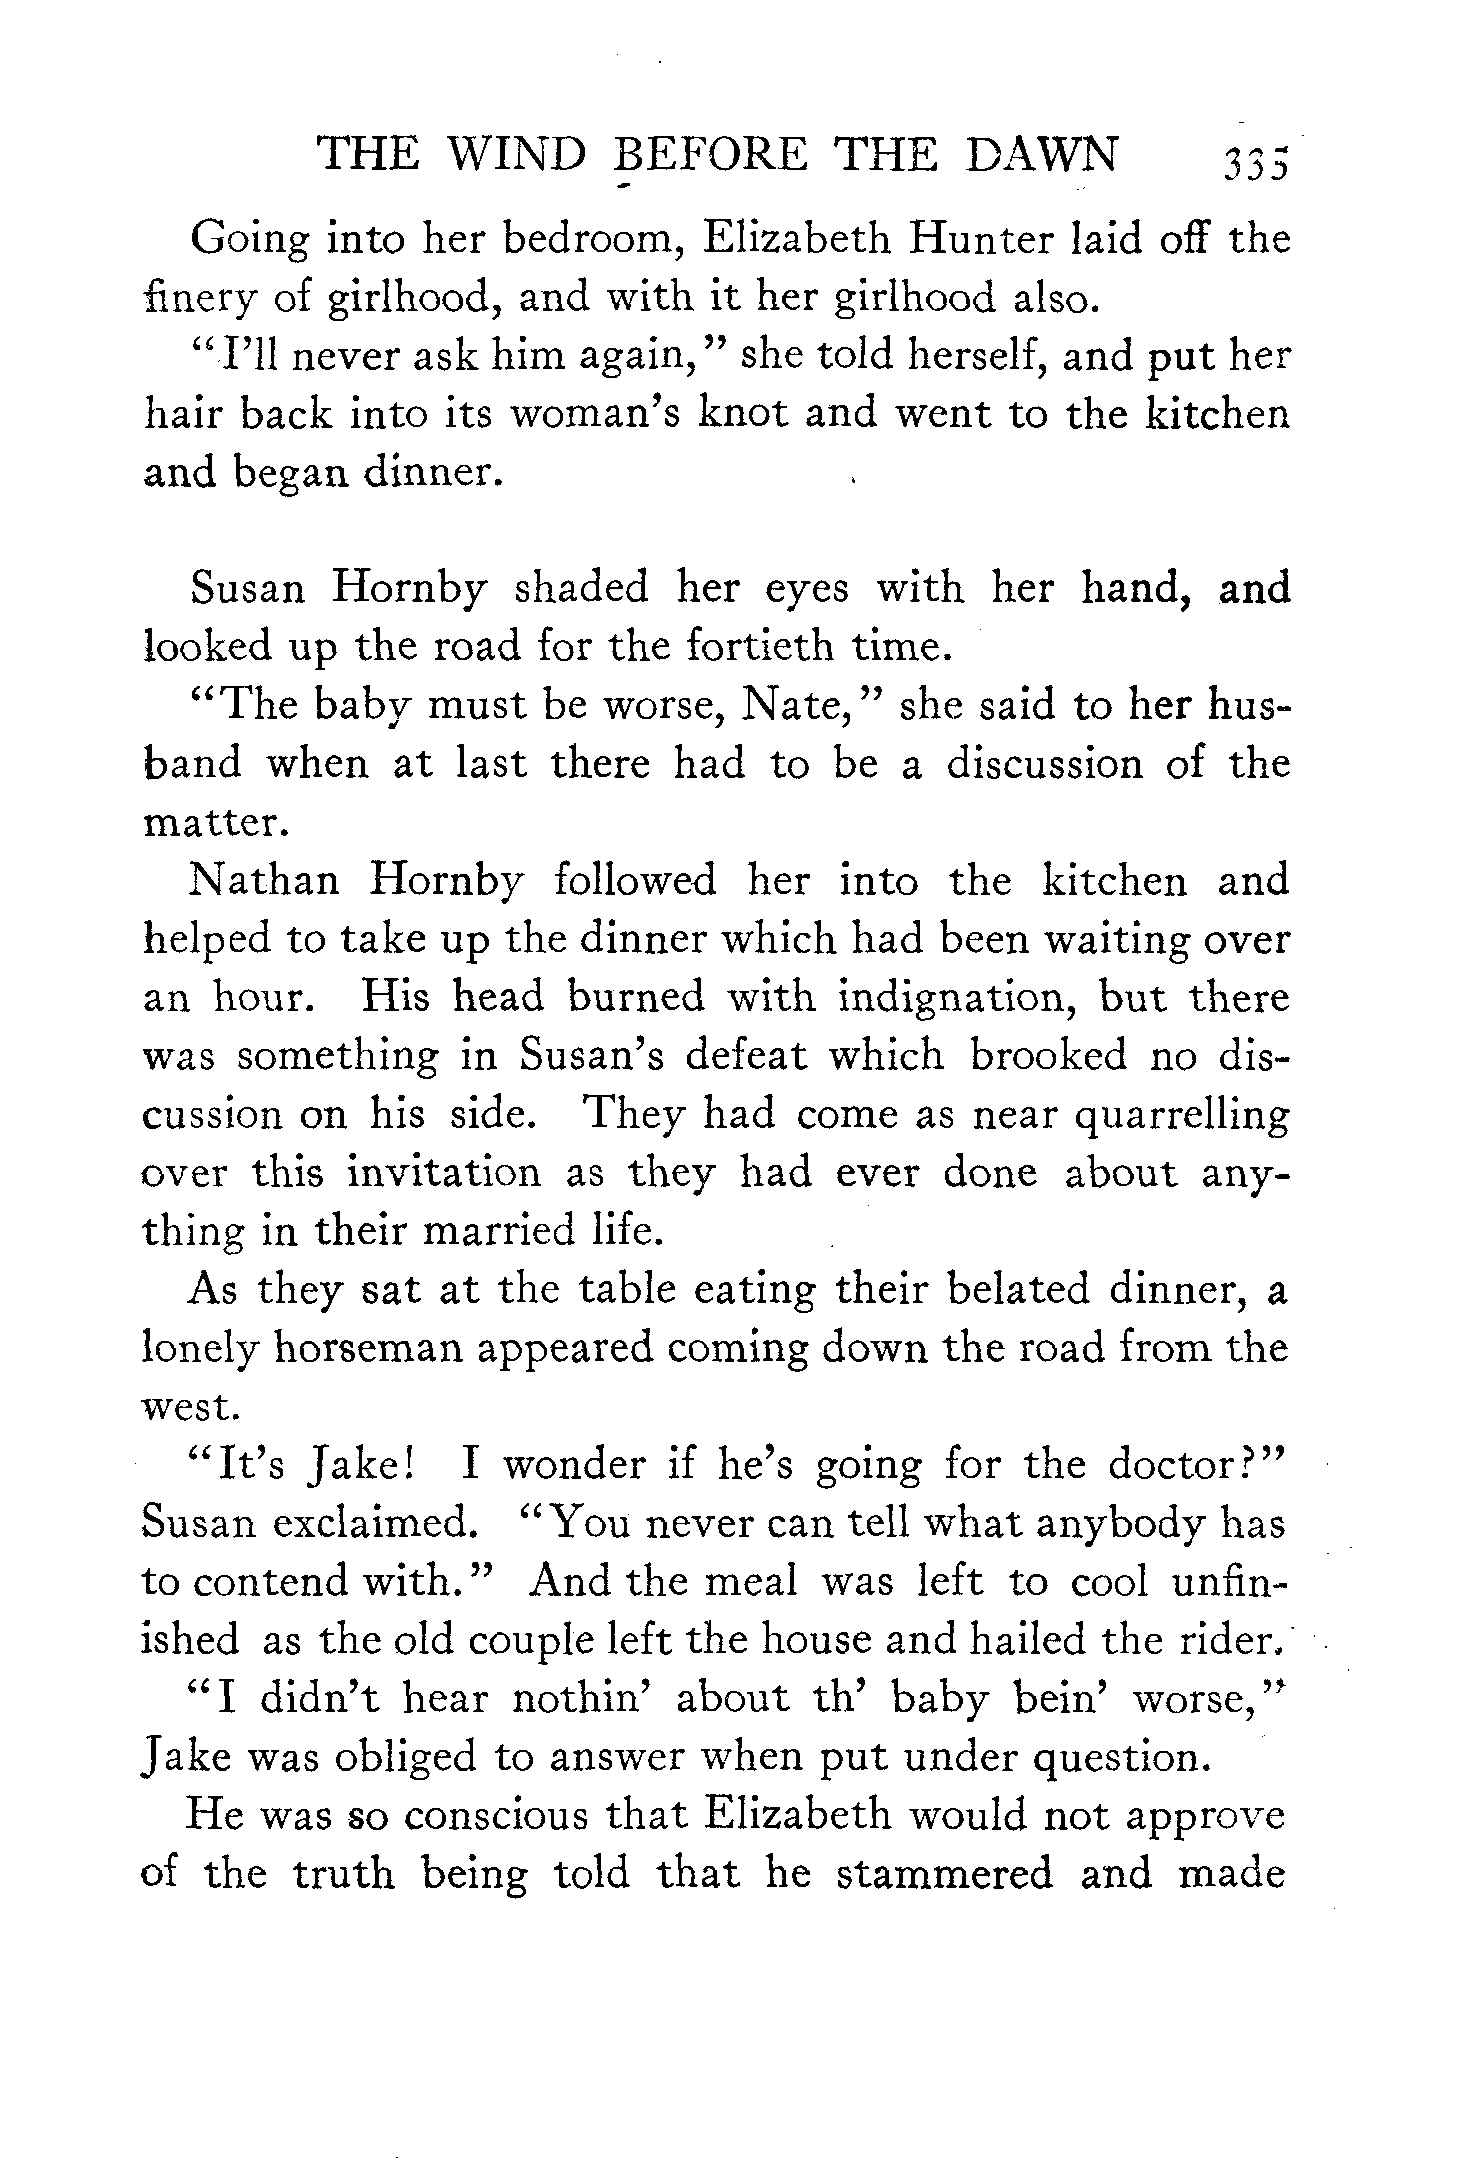 THE WIND BEFORE THE DAWN 335
Going into her bedroom, Elizabeth Hunter laid off the
finery of girlhood, and with it her girlhood also.
“I’ll never ask him again,” she told herself, and put her
hair back into its woman’s knot and went to the kitchen
and began dinner.
Susan Hornby shaded her eyes with her hand, and
looked up the road for the fortieth time.
“The baby must be worse, Nate,” she said to her hus-
band when at last there had to be a discussion of the
matter.
Nathan Hornby followed her into the kitchen and
helped to take up the dinner which had been waiting over
an hour. His head burned with indignation, but there
was something in Susan’s defeat which brooked no dis-
cussion on his side. They had come as near quarrelling
over this invitation as they had ever done about any-
thing in their married life.
As they sat at the table eating their belated dinner, a
lonely horseman appeared coming down the road from the
west.
“It’s Jake! I wonder if he’s going for the doctor?”
Susan exclaimed. “You never can tell what anybody has
to contend with.” And the meal was left to cool unfin-
ished as the old couple left the house and hailed the rider.
“I didn’t hear nothin’ about th’ baby bein’ worse,”
Jake was obliged to answer when put under question.
He was so conscious that Elizabeth would not approve
of the truth being told that he stammered and made